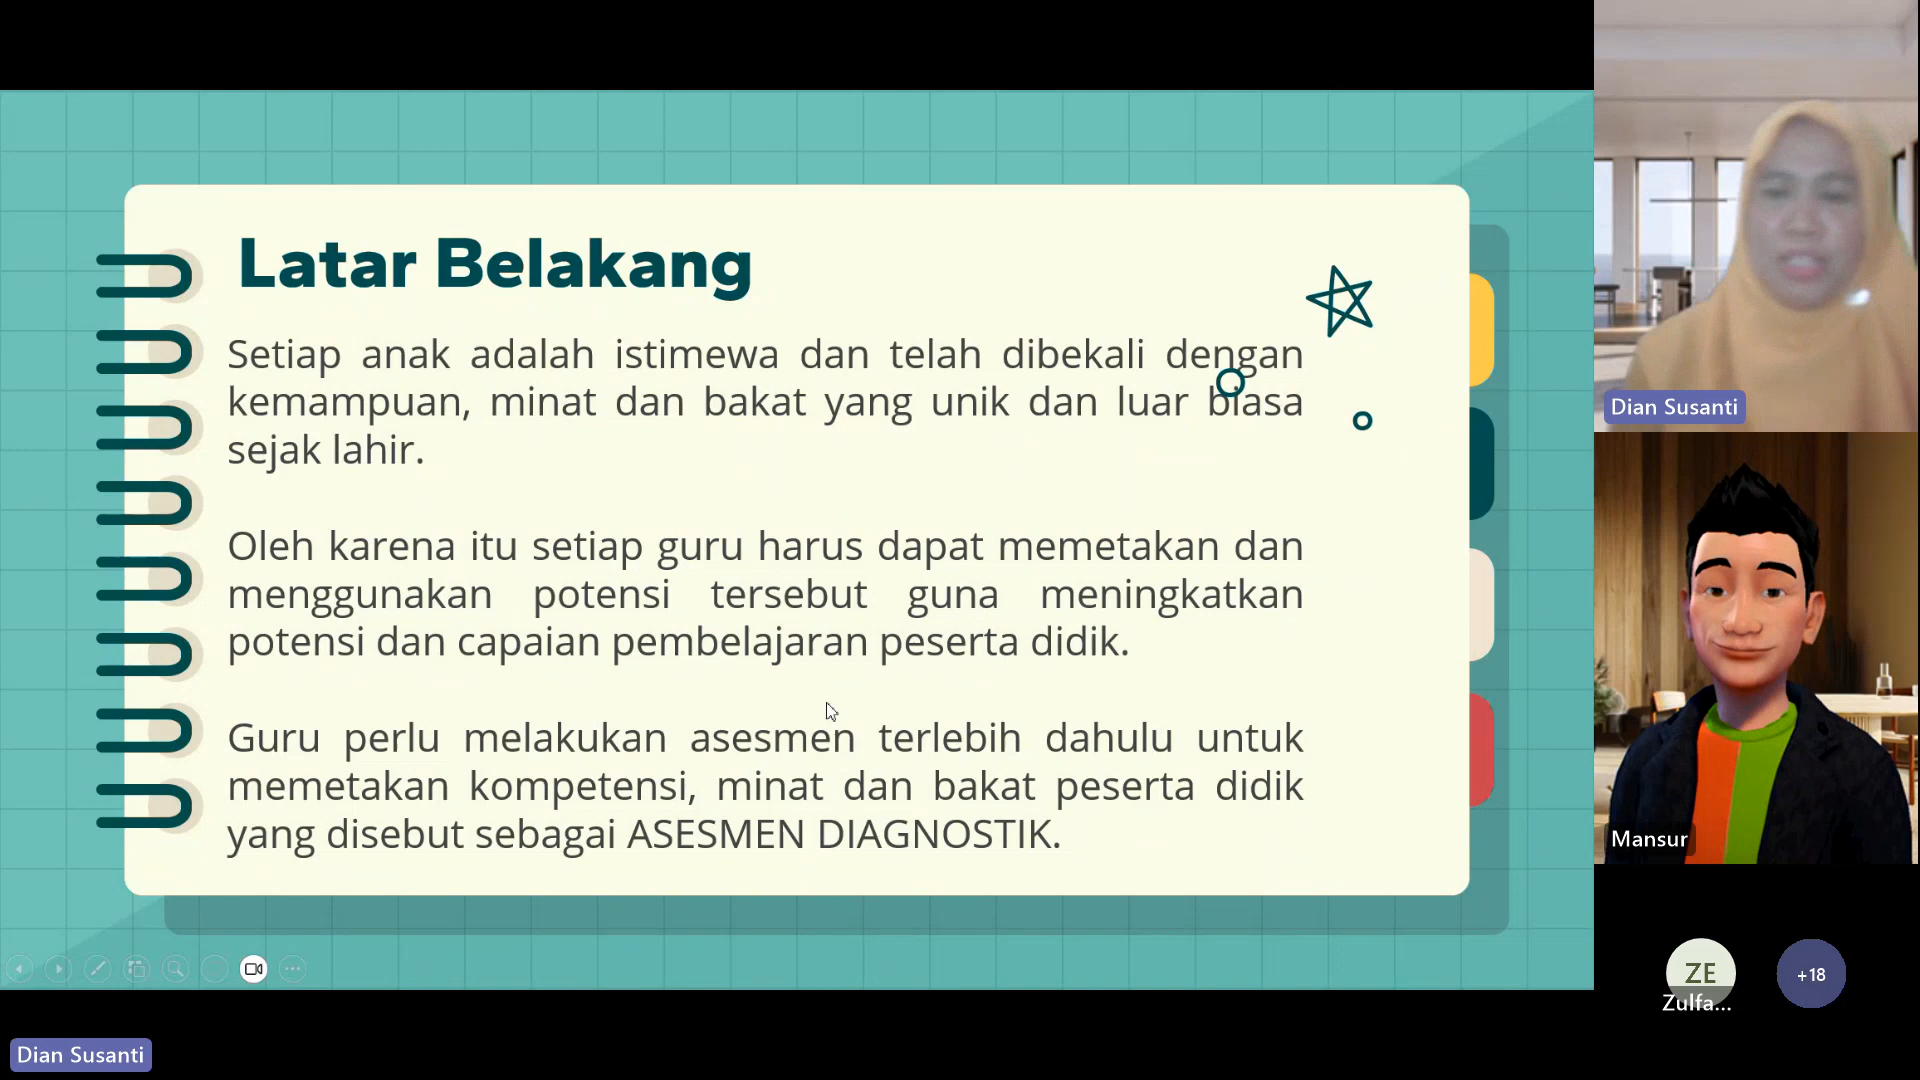 Latar Belakang
Setiap anak adalah istimewa dan telah dibekali dengan
kemampuan, minat dan bakat yang unik dan luar biasa
sejak lahir.
Oleh karena itu setiap guru harus dapat memetakan dan
menggunakan potensi tersebut guna meningkatkan
potensi dan capaian pembelajaran peserta didik.
Guru perlu melakukan asesmen terlebih dahulu untuk
memetakan kompetensi, minat dan bakat peserta didik
yang disebut sebagai ASESMEN DIAGNOSTIK.
Dian Susanti
Mansur
ZE
Zulfa...
+18
Dian Susanti